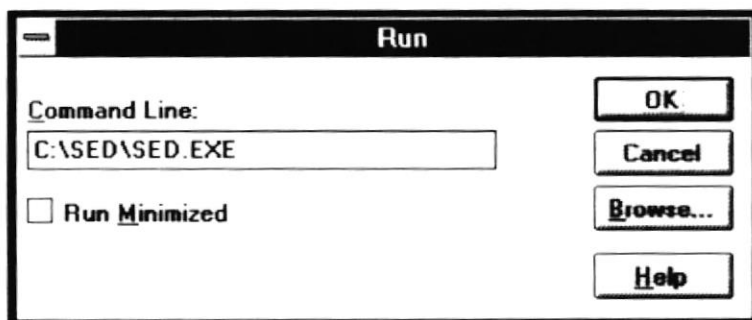 Run
Command Line:
C:\SED\SED.EXE
Run Minimized
OK
Cancel
Browse...
Help